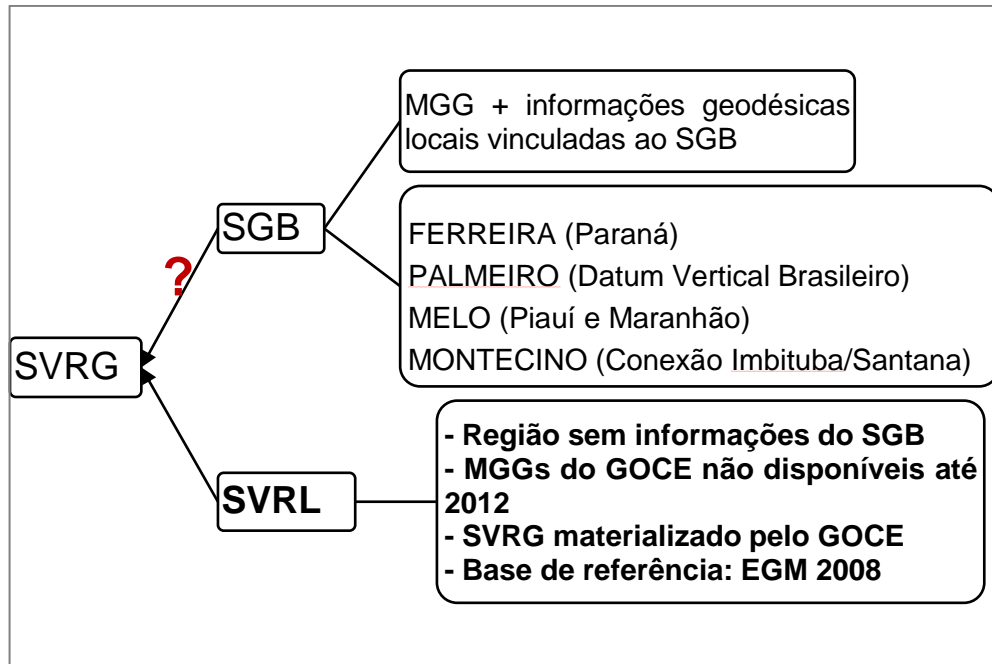 MGG + informações geodésicas
locais vinculadas ao SGB
SGB
FERREIRA (Paraná)
PALMEIRO (Datum Vertical Brasileiro)
MELO (Piauí e Maranhão)
MONTECINO (Conexão Imbituba/Santana)
?
SVRG
SVRL
- Região sem informações do SGB
- MGGs do GOCE não disponíveis até
2012
- SVRG materializado pelo GOCE
- Base de referência: EGM 2008